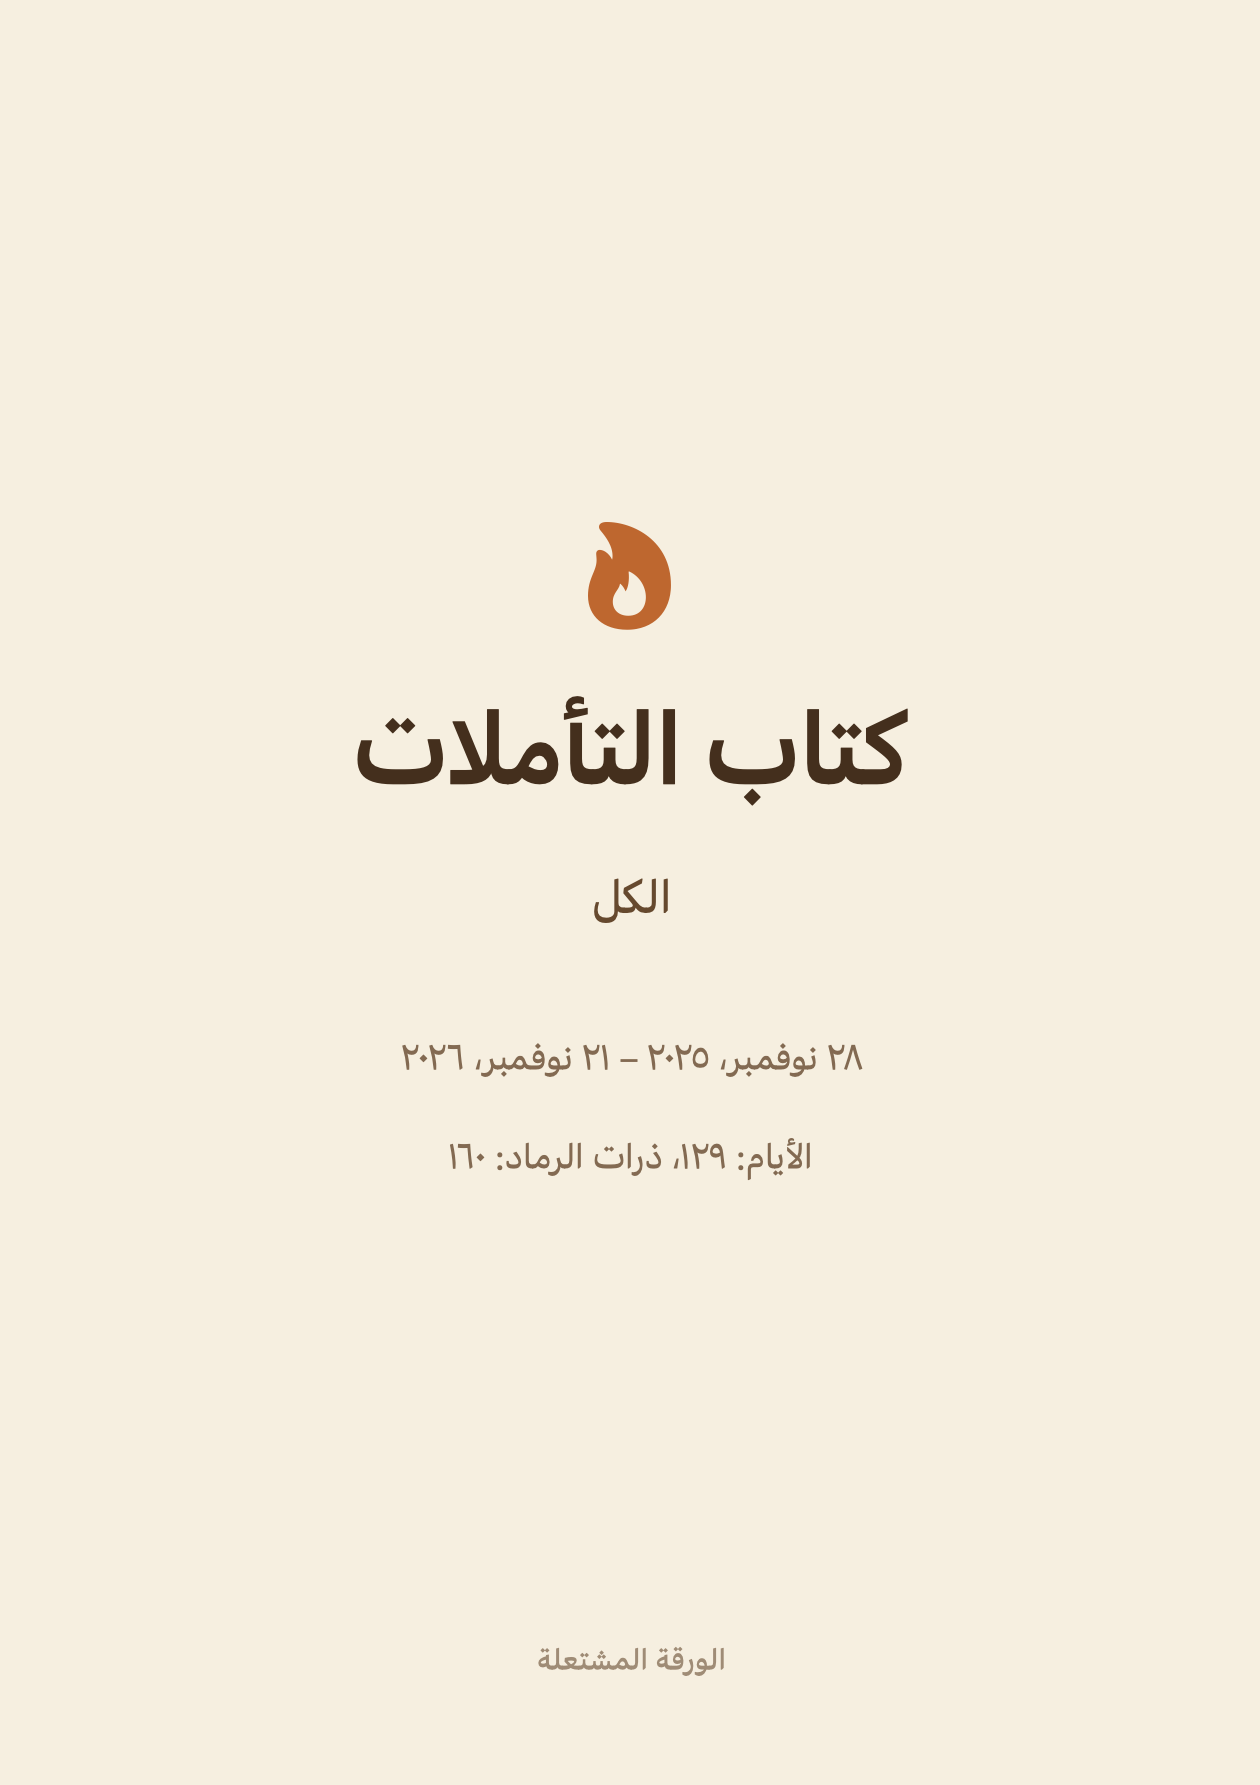 كتاب التأملات
الكل
٢٨ نوفمبر، ٢٠٢٥ – ٢١ نوفمبر، ٢٠٢٦
الأيام: ١٢٩، ذرات الرماد: ١٦٠
الورقة المشتعلة